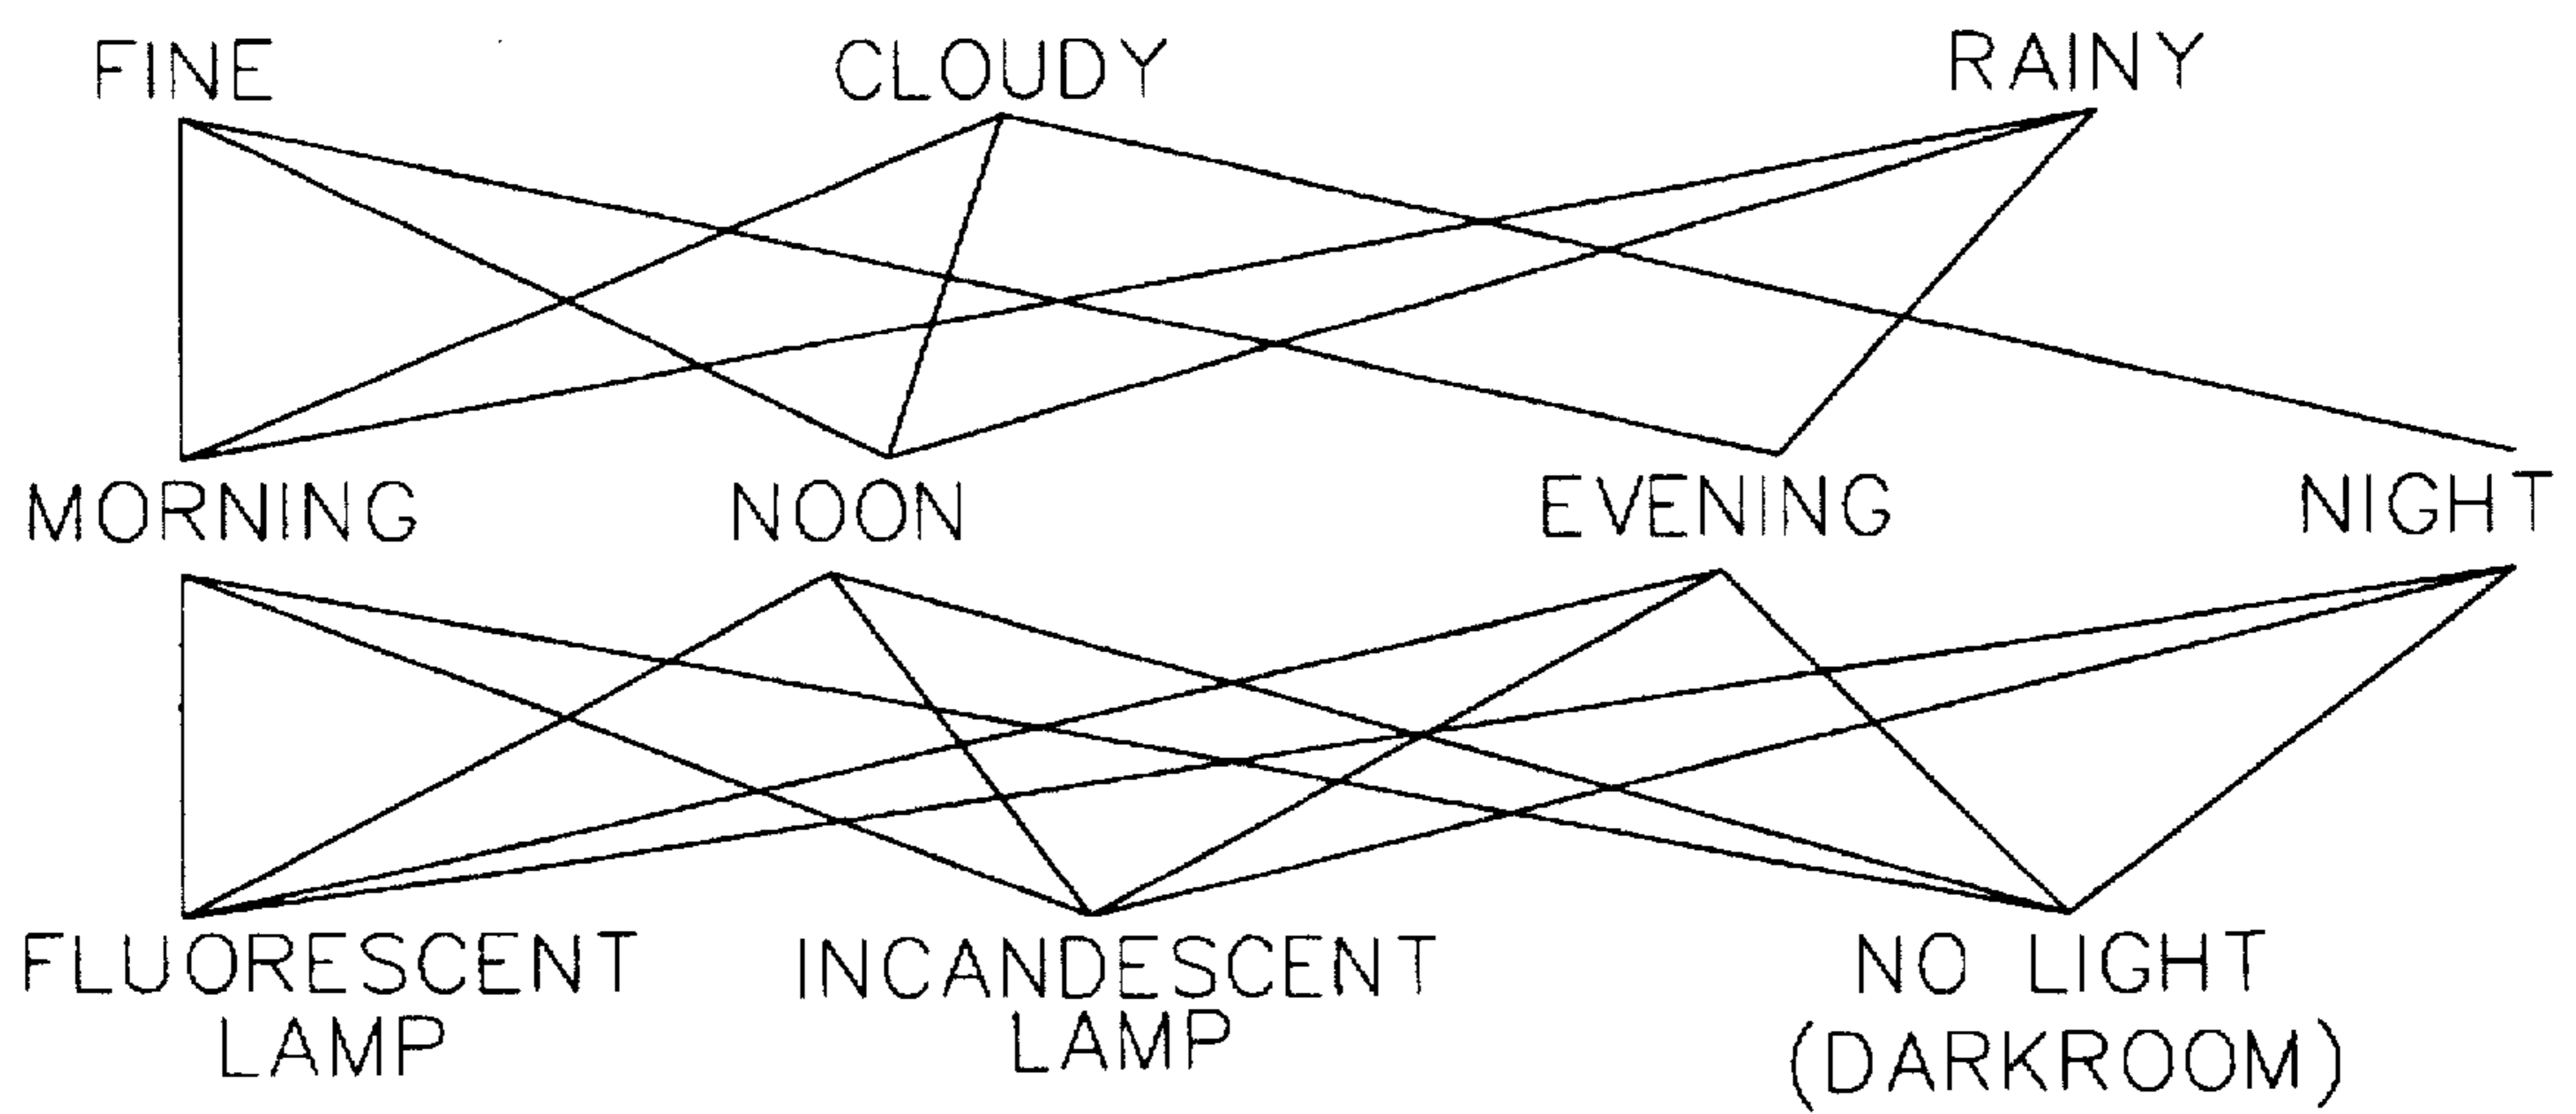 FINE CLOUDY RAINY
MORNING NOON EVENING NIGHT
FLUORESCENT INCANDESCENT NO LIGHT
LAMP LAMP (DARKROOM)